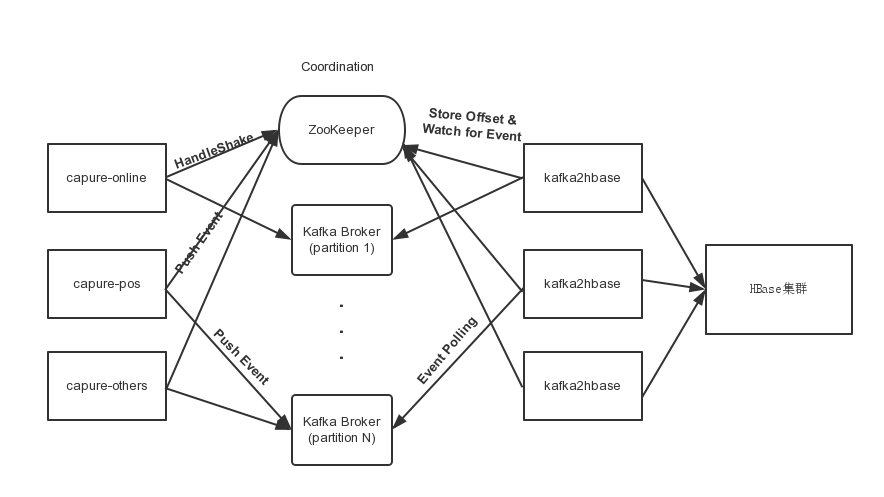 Coordination
ZooKeeper
Store Offset &
Watch for Event
HandleShake
capure-online
kafka2hbase
Kafka Broker
(partition 1)
Push Event
capure-pos
kafka2hbase
HBase集群
.
.
.
Push Event
Event Polling
capure-others
kafka2hbase
Kafka Broker
(partition N)